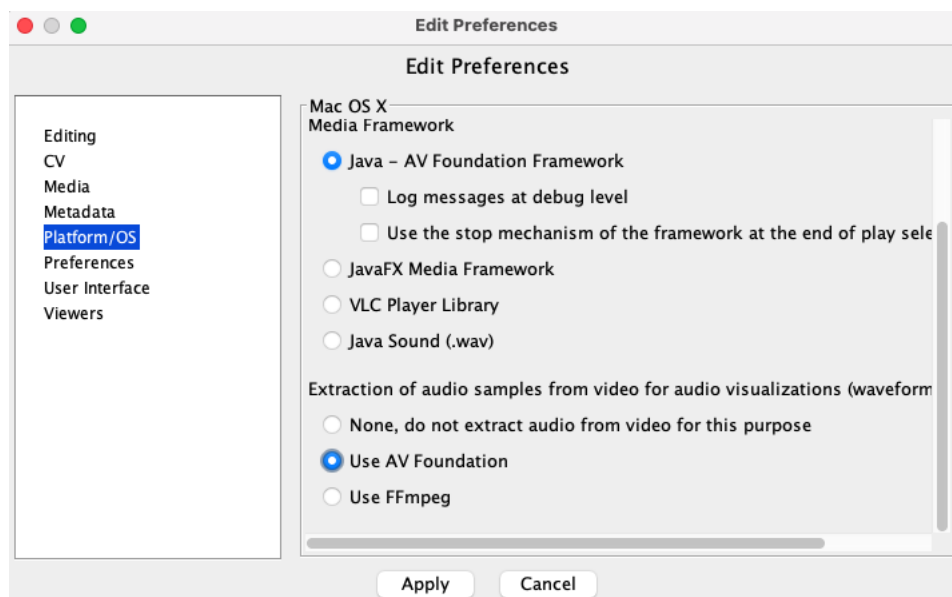 Edit Preferences
Edit Preferences
Editing
CV
Media
Metadata
Platform/OS
Preferences
User Interface
Viewers
Mac OS X
Media Framework
Java – AV Foundation Framework
Log messages at debug level
Use the stop mechanism of the framework at the end of play sele
JavaFX Media Framework
VLC Player Library
Java Sound (.wav)
Extraction of audio samples from video for audio visualizations (waveform
None, do not extract audio from video for this purpose
Use AV Foundation
Use FFmpeg
Apply
Cancel